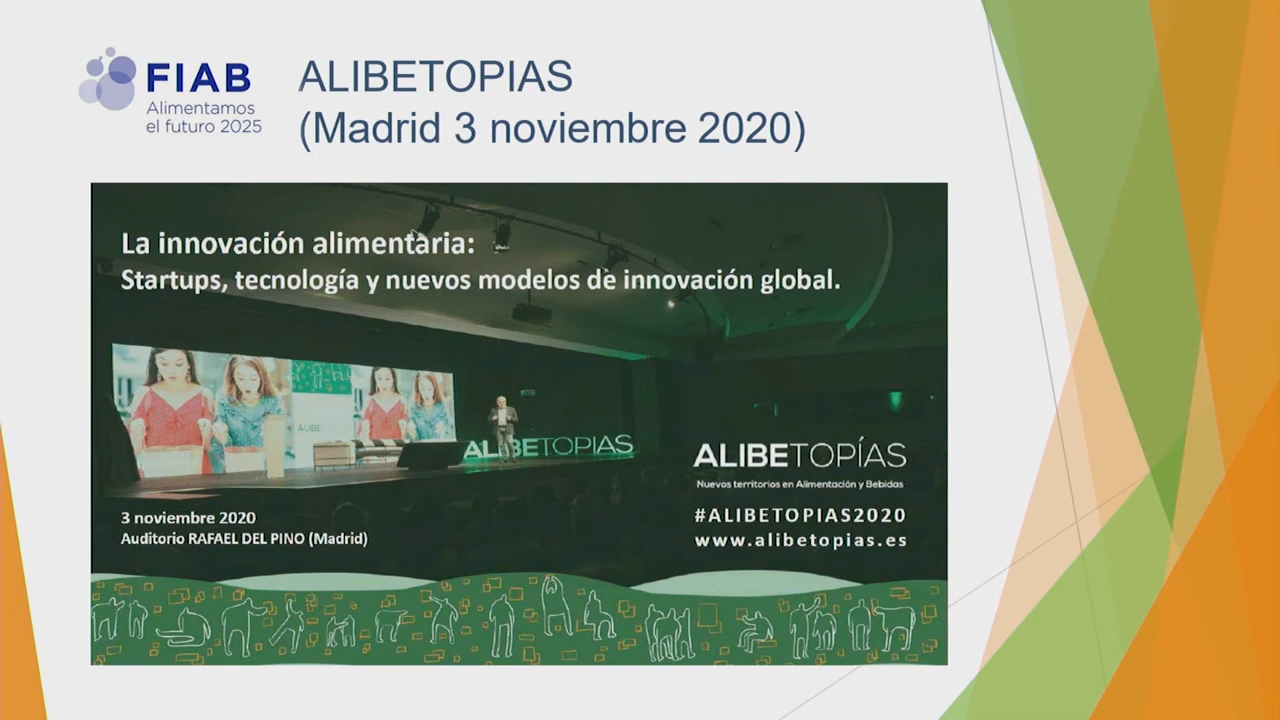 FIAB
Alimentamos
el futuro 2025
ALIBETOPIAS
(Madrid 3 noviembre 2020)
La innovación alimentaria:
Startups, tecnología y nuevos modelos de innovación global.
ALIBE
ALIBETOPIAS
3 noviembre 2020
Auditorio RAFAEL DEL PINO (Madrid)
ALIBETOPÍAS
Nuevos territorios en Alimentación y Bebidas
#ALIBETOPIAS2020
www.alibetopias.es